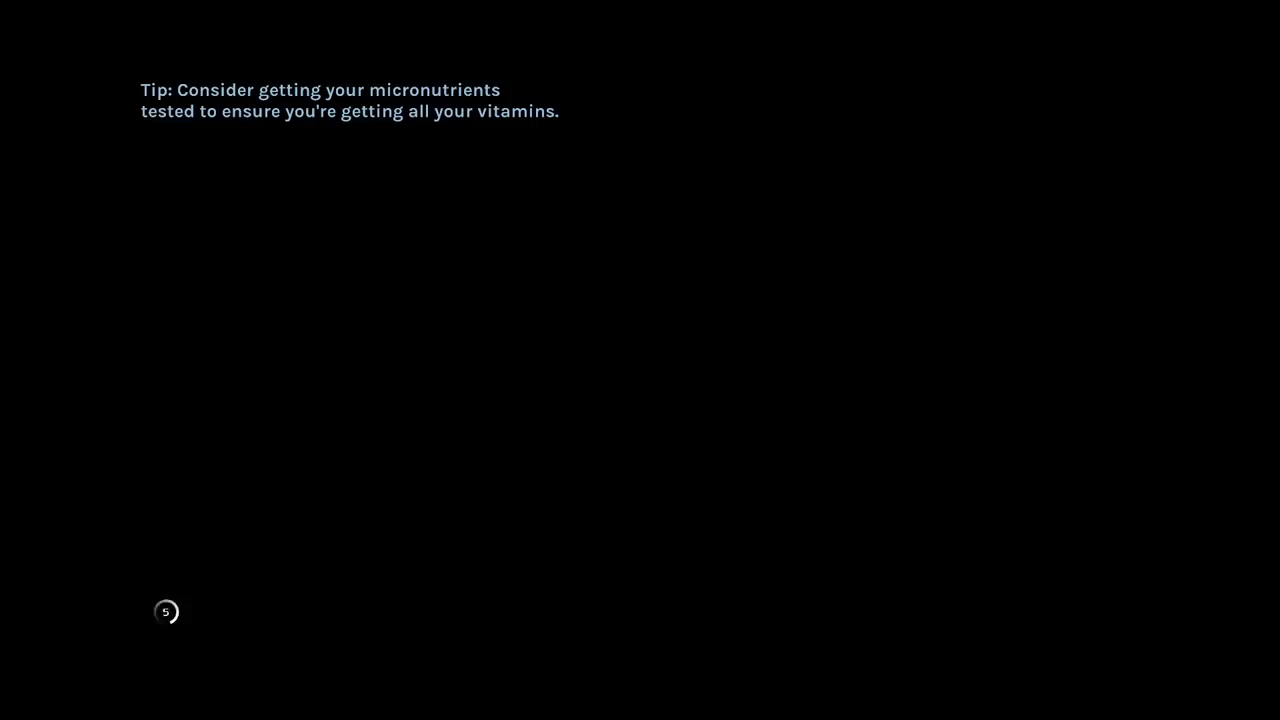 Tip: Consider getting your micronutrients
tested to ensure you're getting all your vitamins.
5